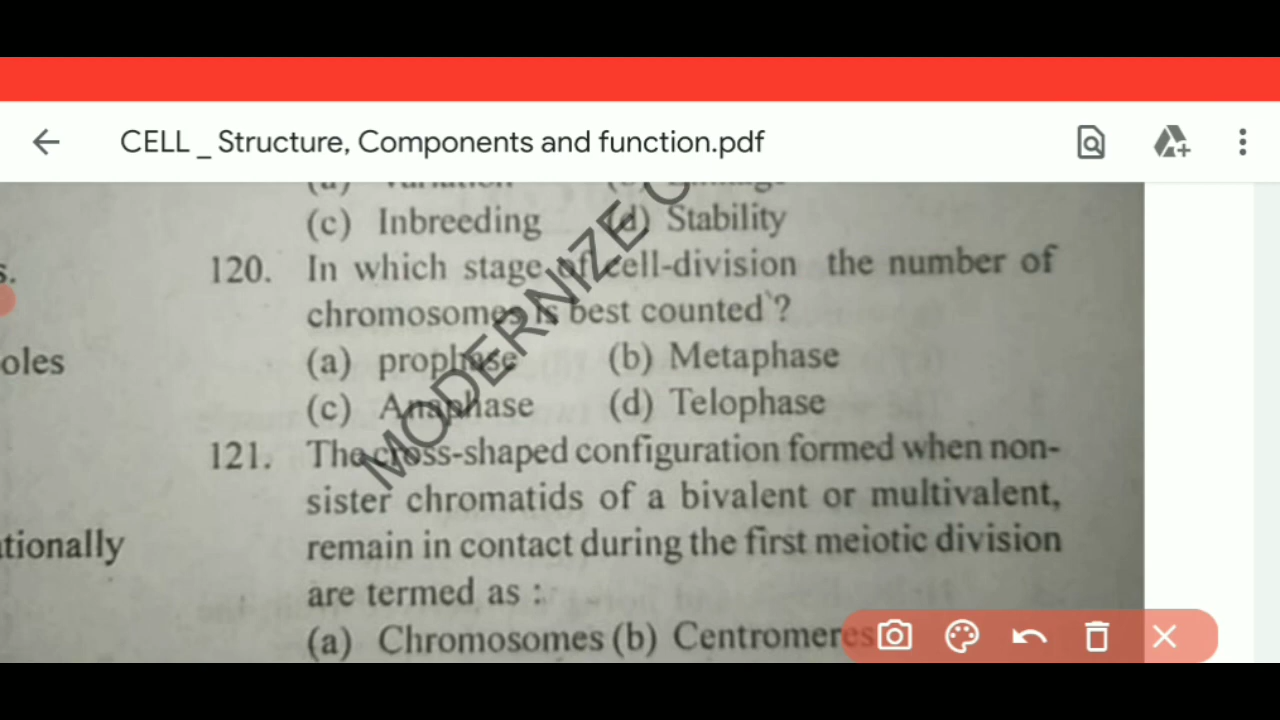 CELL _ Structure, Components and function.pdf
(c) Inbreeding (d) Stability
s.
120. In which stage of cell-division the number of
chromosomes is best counted ?
(a) prophase (b) Metaphase
oles
(c) Anaphase (d) Telophase
121. The cross-shaped configuration formed when non-
sister chromatids of a bivalent or multivalent,
tionally
remain in contact during the first meiotic division
are termed as :
(a) Chromosomes (b) Centromeres
MODERNIZE